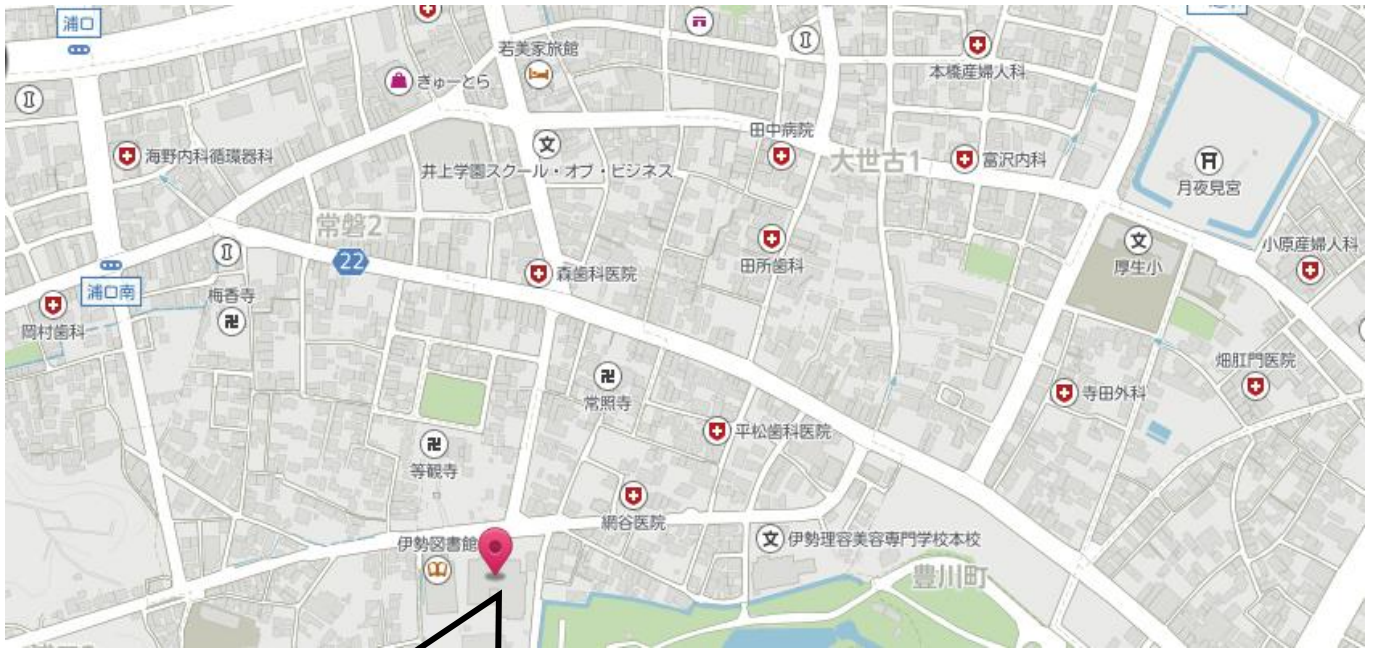 浦口
若美家旅館
きゅーとら
本橋産婦人科
海野内科循環器科
井上学園スクール・オブ・ビジネス
田中病院
大世古1
富沢内科
月夜見宮
常磐2
22
森歯科医院
田所歯科
厚生小
小原産婦人科
浦口南
梅香寺
岡村歯科
常照寺
平松歯科医院
寺田外科
畑肛門医院
等観寺
網谷医院
伊勢図書館
伊勢理容美容専門学校本校
豊川町